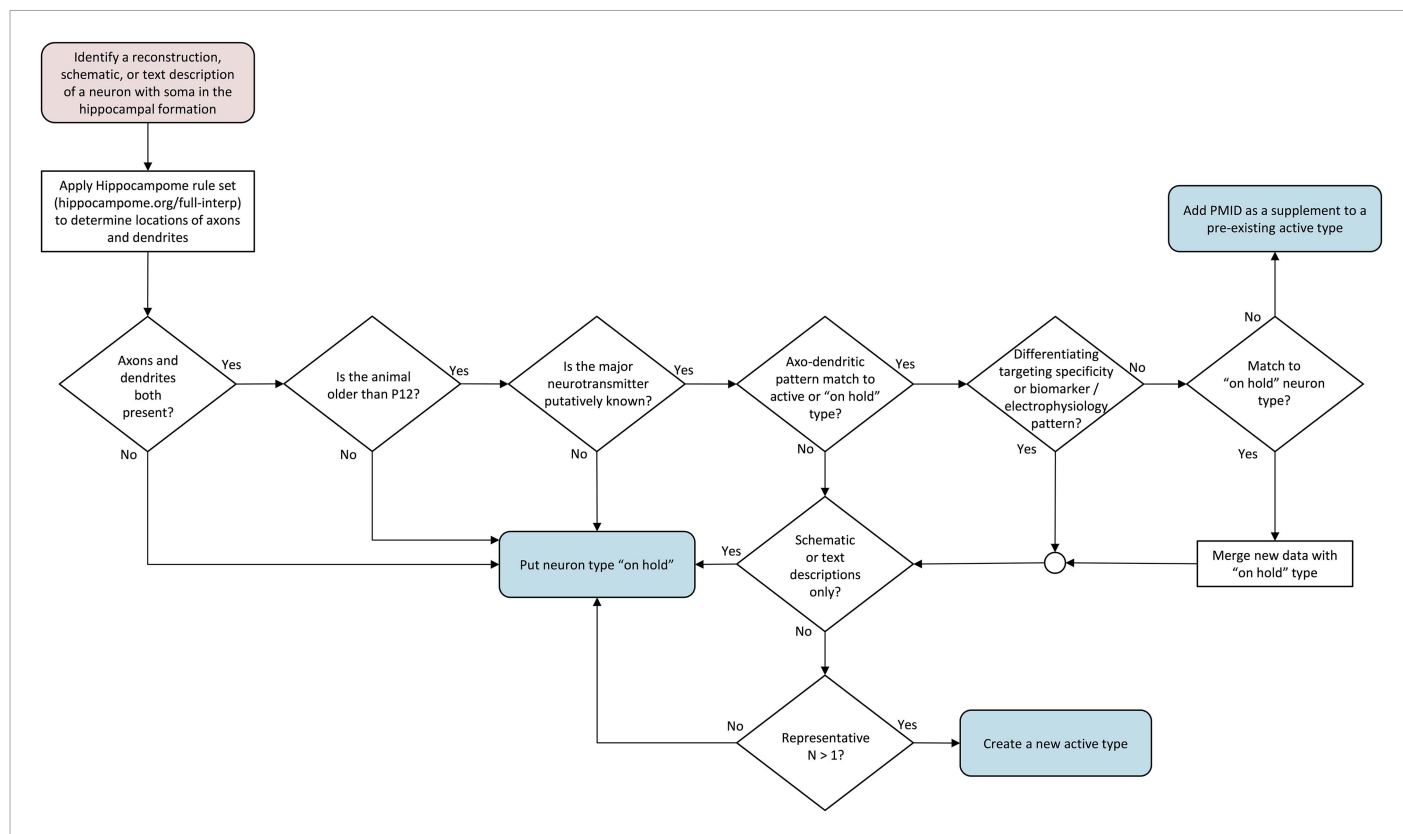 Identify a reconstruction,
schematic, or text description
of a neuron with soma in the
hippocampal formation
Apply Hippocampome rule set
(hippocampome.org/full-interp)
to determine locations of axons
and dendrites
Add PMID as a supplement to a
pre-existing active type
Axons and
dendrites
both
present?
Yes
No
Is the animal
older than P12?
Yes
No
Is the major
neurotransmitter
putatively known?
Yes
No
Axo-dendritic
pattern match to
active or “on hold”
type?
Yes
No
Differentiating
targeting specificity
or biomarker /
electrophysiology
pattern?
No
Yes
No
Match to
“on hold” neuron
type?
Yes
Put neuron type “on hold”
Yes
Schematic
or text
descriptions
only?
No
Merge new data with
“on hold” type
No
Representative
N > 1?
Yes
Create a new active type